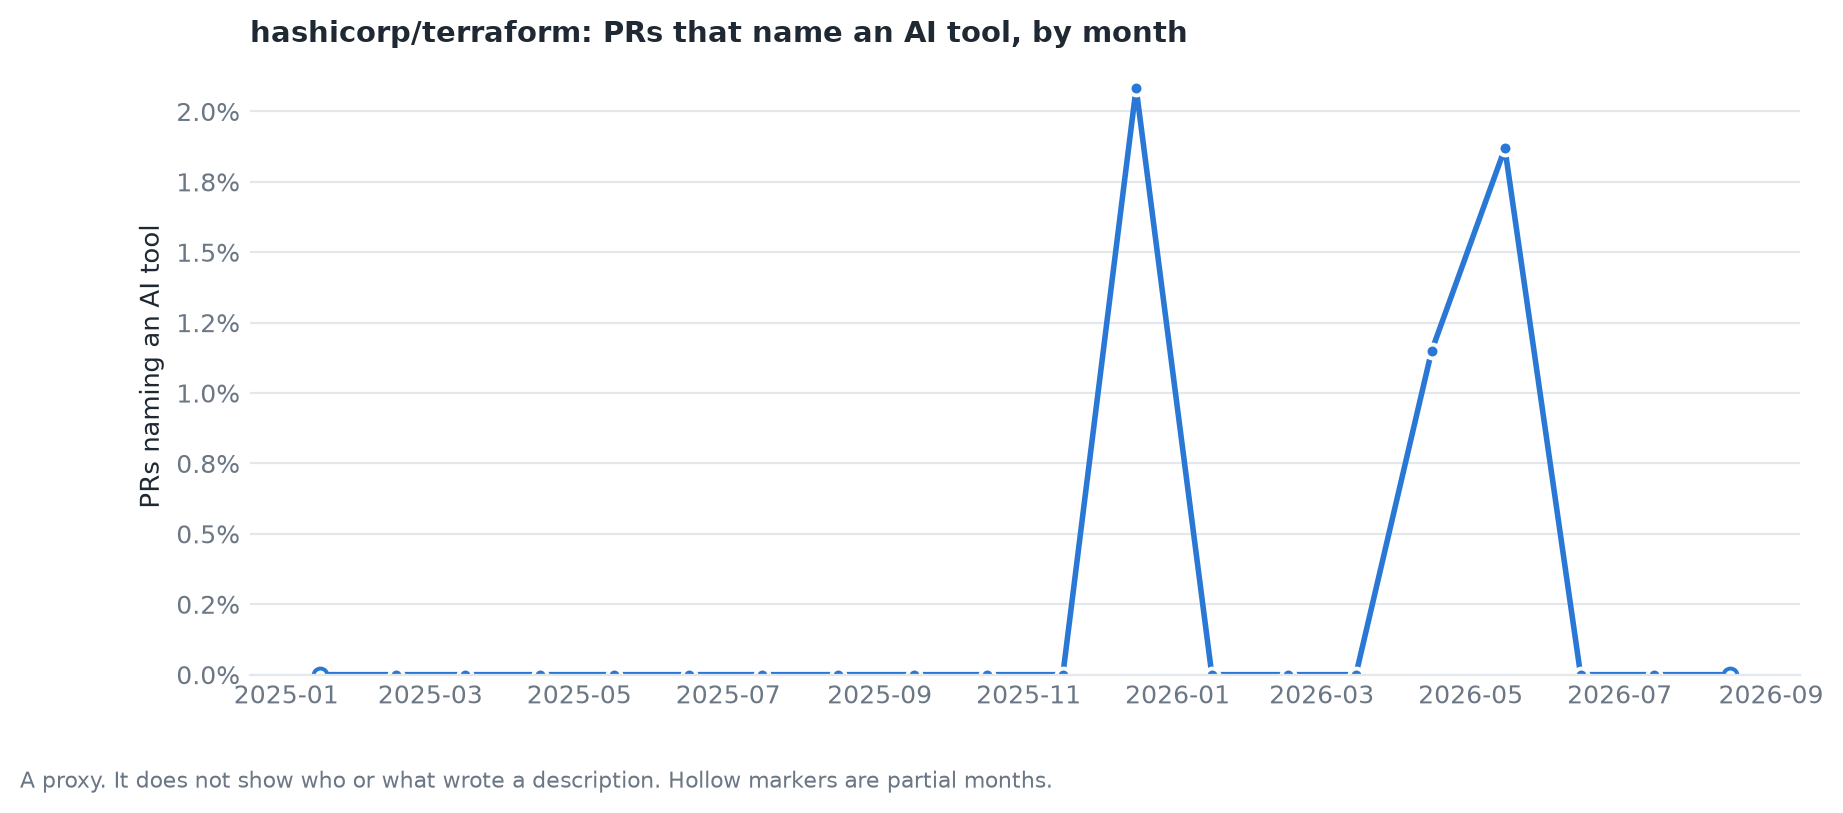 hashicorp/terraform: PRs that name an AI tool, by month
PRs naming an AI tool
2.0%
1.8%
1.5%
1.2%
1.0%
0.8%
0.5%
0.2%
0.0%
2025-01 2025-03 2025-05 2025-07 2025-09 2025-11 2026-01 2026-03 2026-05 2026-07 2026-09
A proxy. It does not show who or what wrote a description. Hollow markers are partial months.